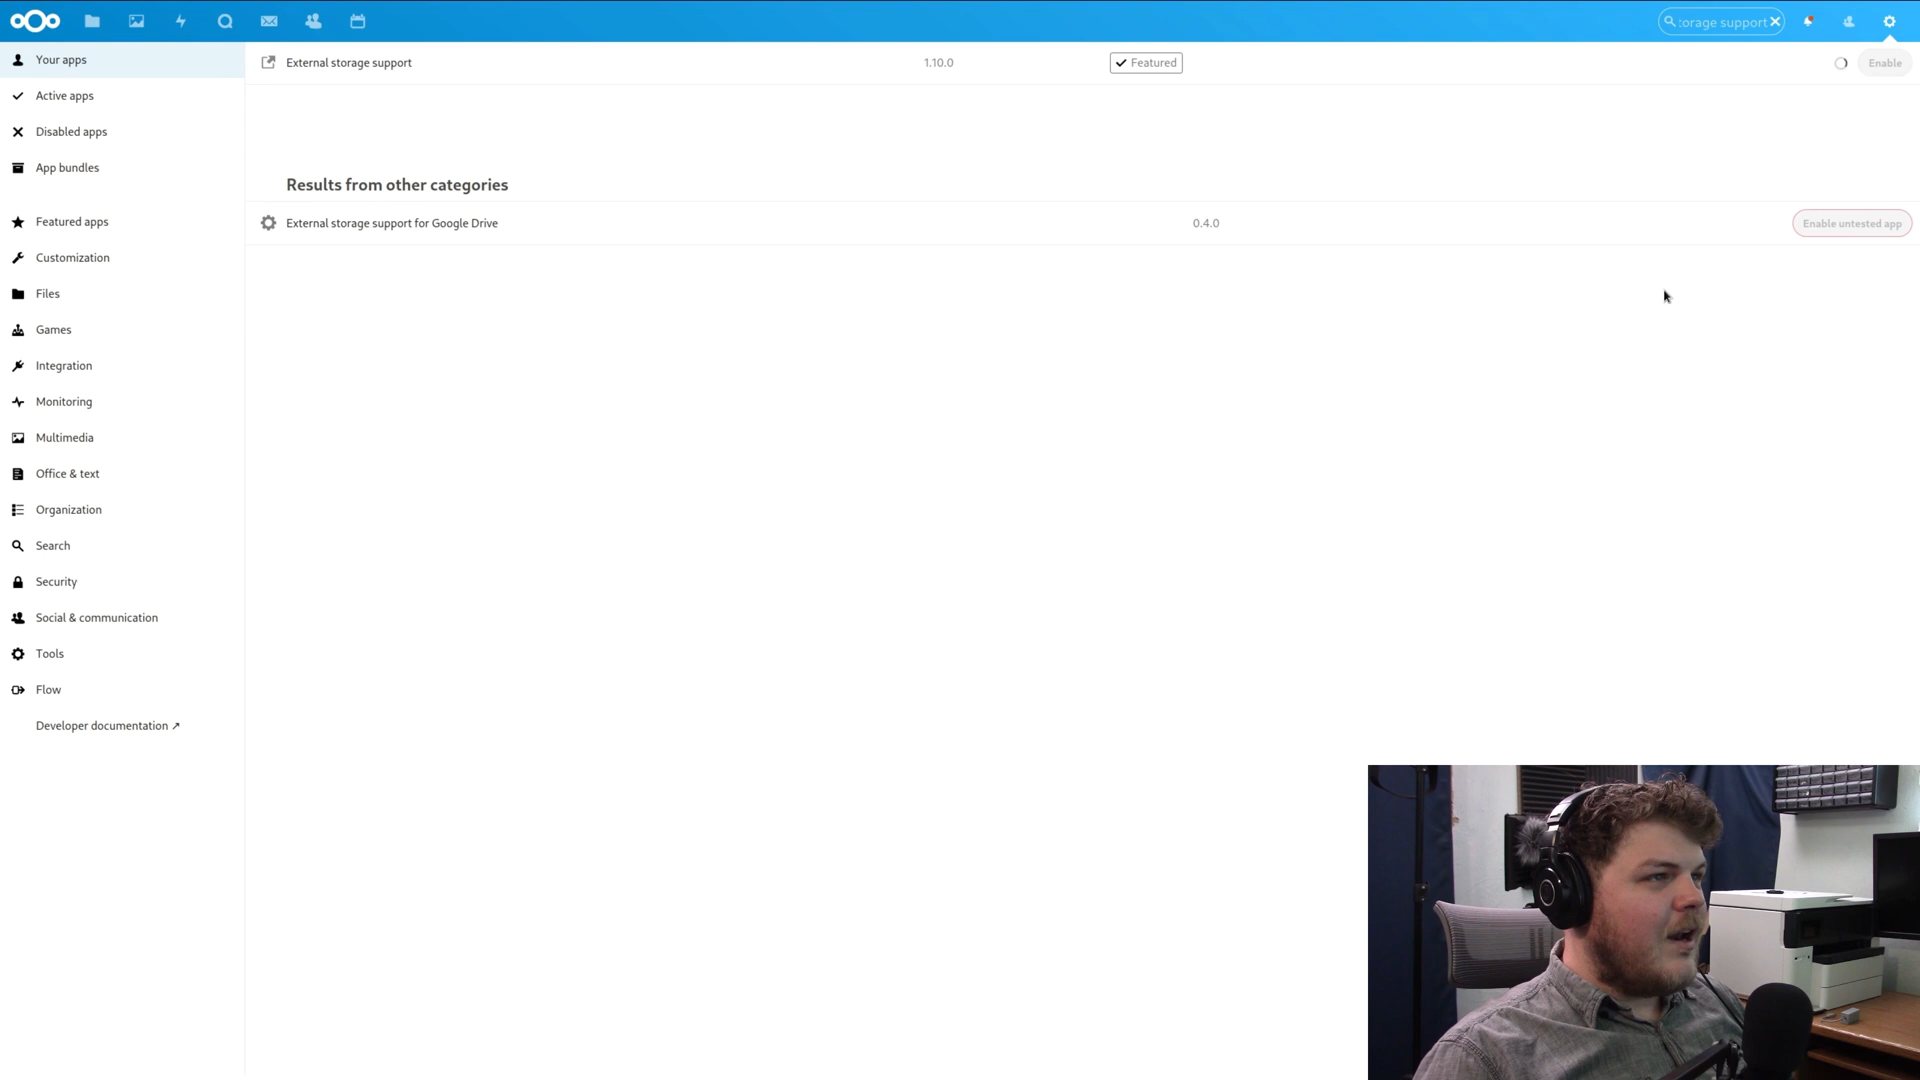 :orage support
Your apps
Active apps
Disabled apps
App bundles
Featured apps
Customization
Files
Games
Integration
Monitoring
Multimedia
Office & text
Organization
Search
Security
Social & communication
Tools
Flow
Developer documentation ↗
External storage support 1.10.0 Featured Enable
Results from other categories
External storage support for Google Drive 0.4.0 Enable untested app